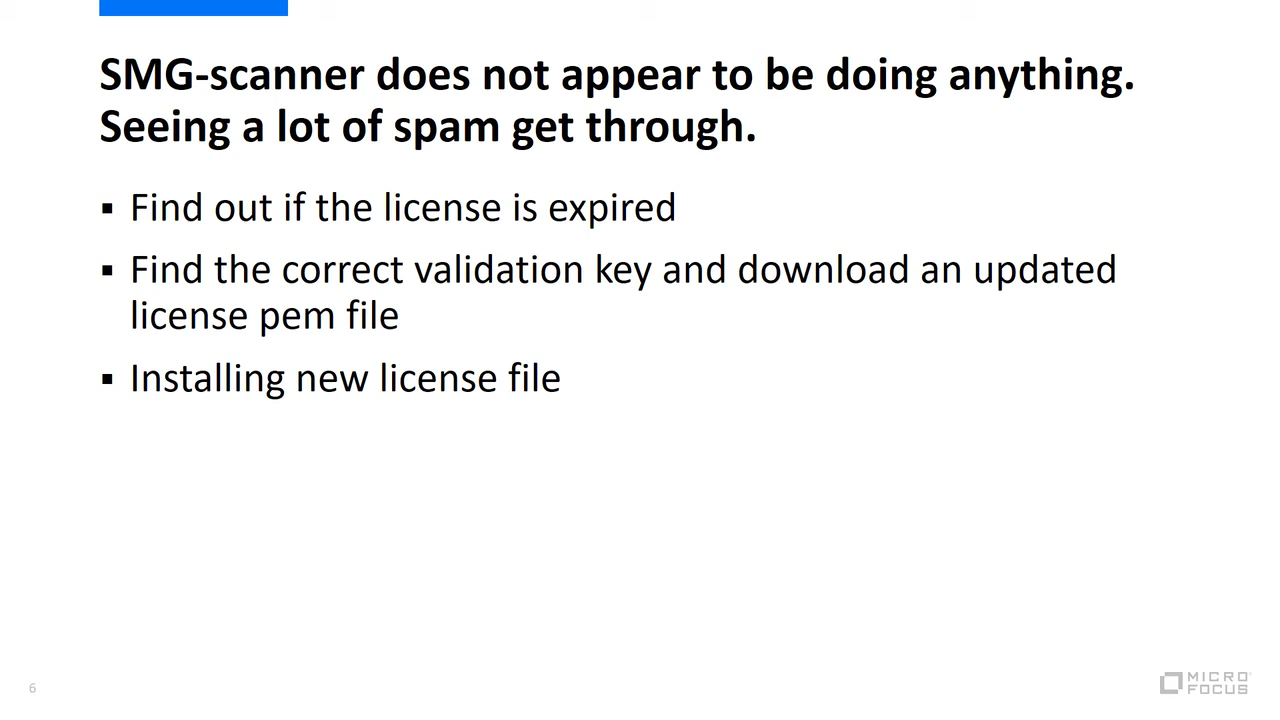 SMG-scanner does not appear to be doing anything.
Seeing a lot of spam get through.
▪ Find out if the license is expired
▪ Find the correct validation key and download an updated
license pem file
▪ Installing new license file
6
MICRO
FOCUS